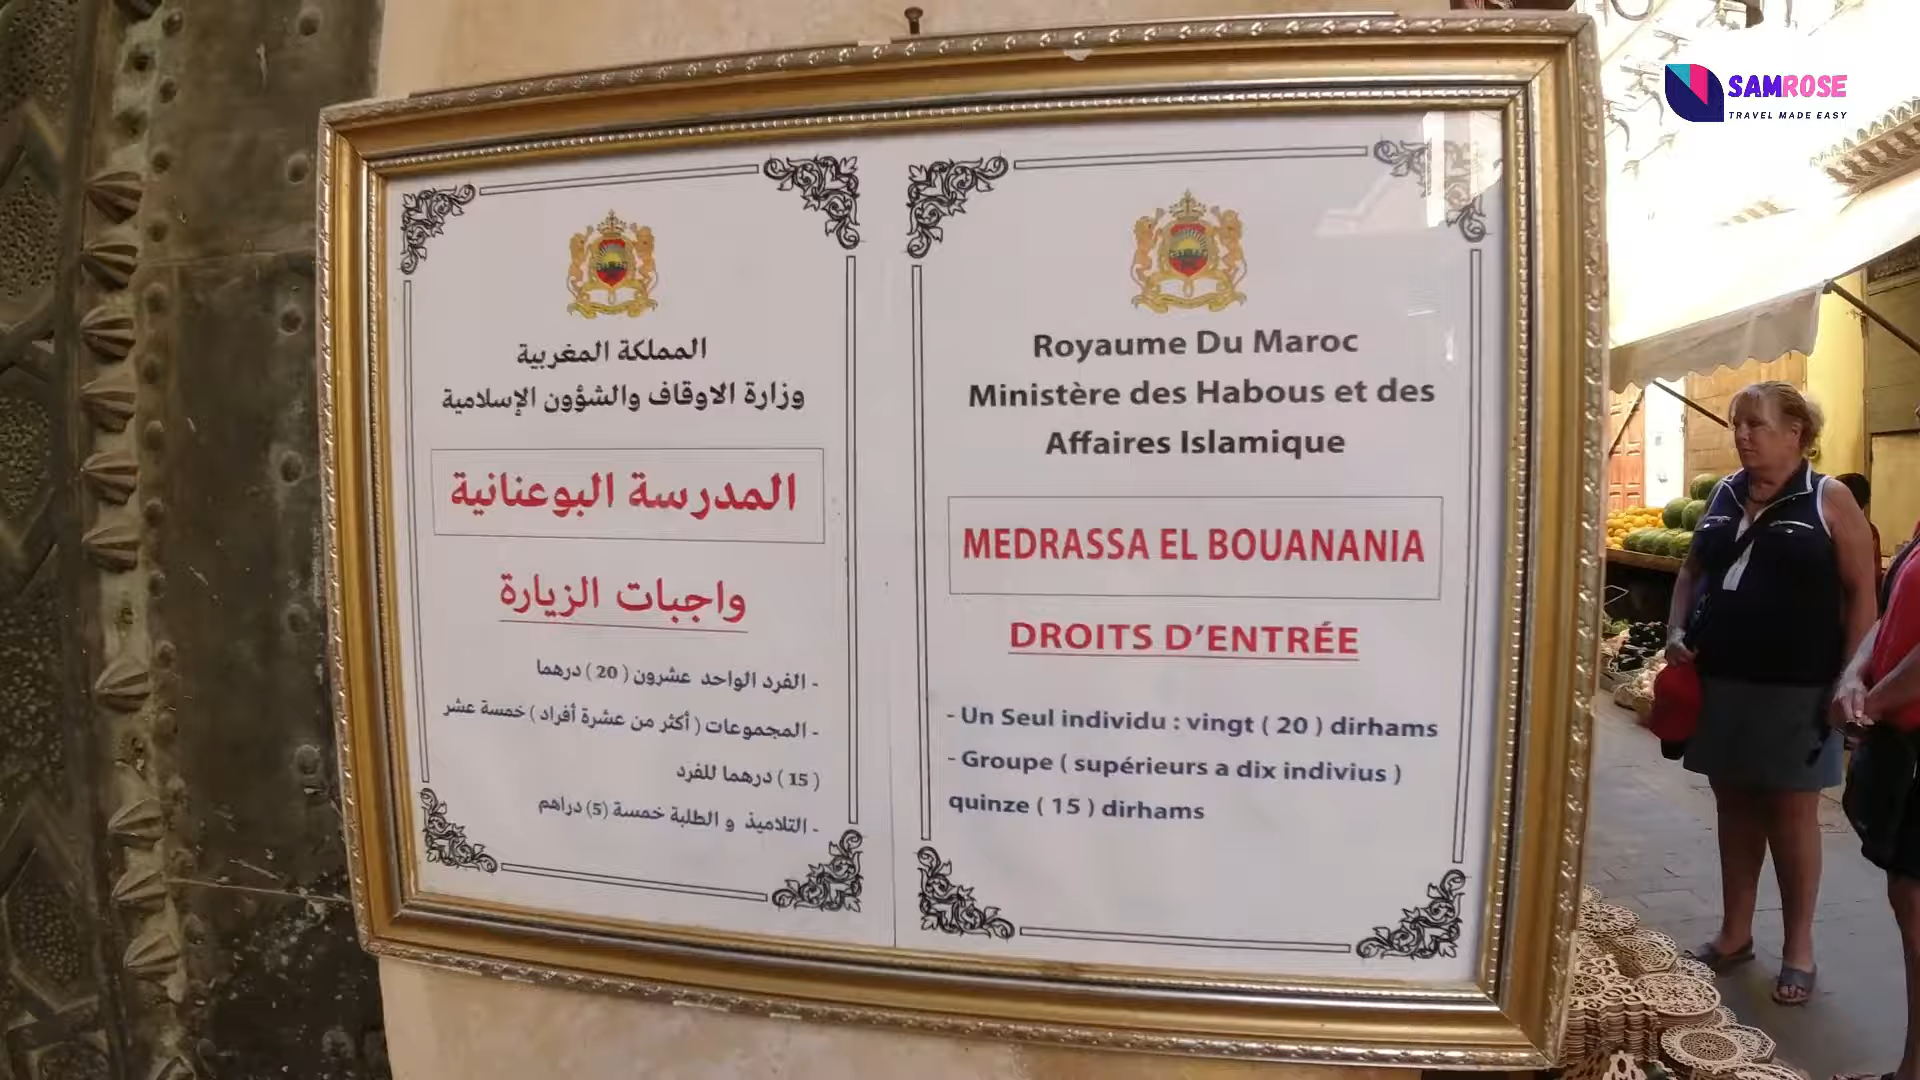 المملكة المغربية
وزارة الاوقاف والشؤون الإسلامية
المدرسة البوعنانية
واجبات الزيارة
- الفرد الواحد عشرون ( 20 ) درهما
- المجموعات ( أكثر من عشرة أفراد ) خمسة عشر
( 15 ) درهما للفرد
- التلاميذ و الطلبة خمسة (5) دراهم
Royaume Du Maroc
Ministère des Habous et des
Affaires Islamique
MEDRASSA EL BOUANANIA
DROITS D'ENTRÉE
- Un Seul individu : vingt ( 20 ) dirhams
- Groupe ( supérieurs a dix indivius )
quinze ( 15 ) dirhams
SAMROSE
TRAVEL MADE EASY